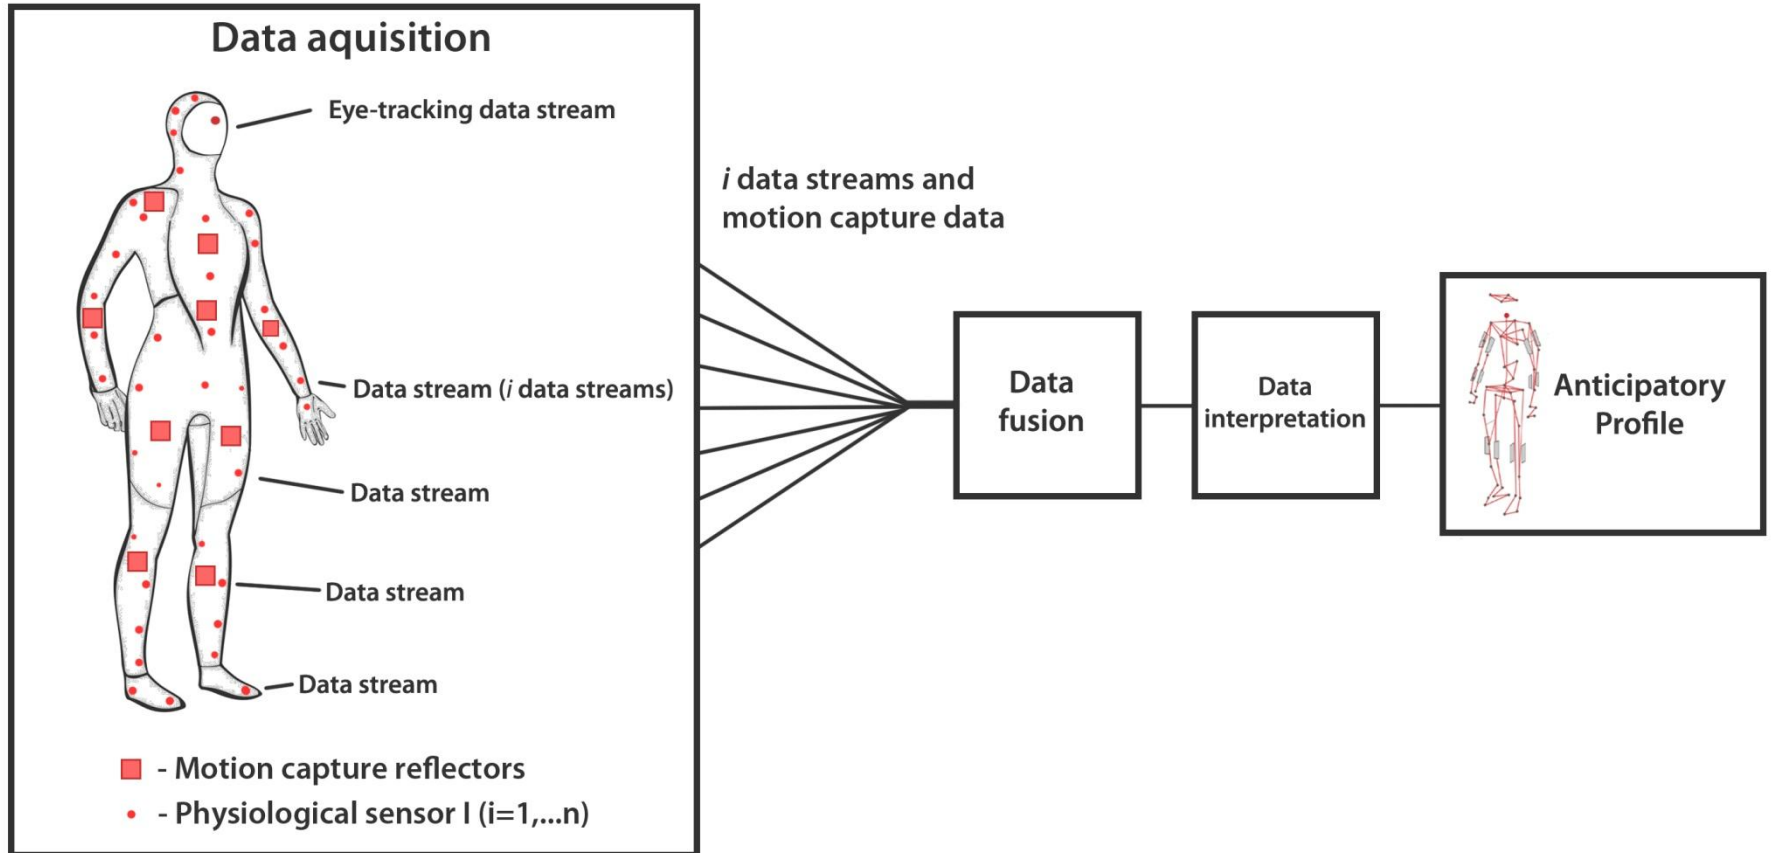 Data aquisition
Eye-tracking data stream
i data streams and
motion capture data
Data stream (i data streams)
Data stream
Data stream
Data stream
- Motion capture reflectors
- Physiological sensor I (i=1,...n)
Data
fusion
Data
interpretation
Anticipatory
Profile